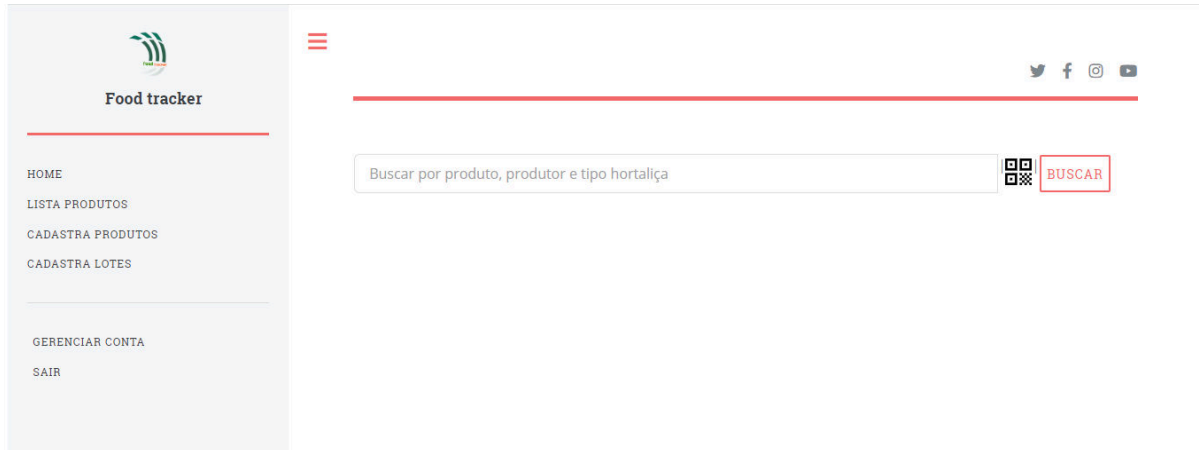 Food tracker
HOME
LISTA PRODUTOS
CADASTRA PRODUTOS
CADASTRA LOTES
GERENCIAR CONTA
SAIR
Buscar por produto, produtor e tipo hortaliça
BUSCAR